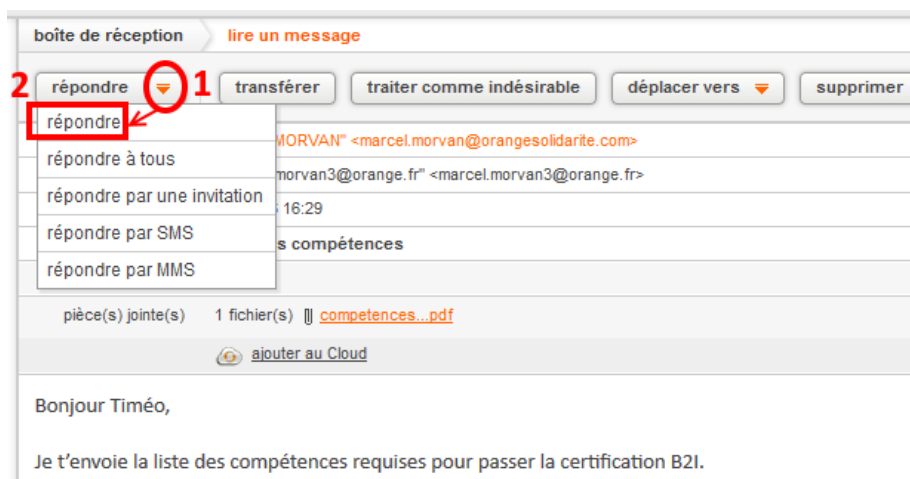 boîte de réception lire un message
2 répondre 1 transférer traiter comme indésirable déplacer vers supprimer
répondre
MORVAN" <marcel.morvan@orangesolidarite.com>
répondre à tous
morvan3@orange.fr" <marcel.morvan3@orange.fr>
répondre par une invitation
16:29
répondre par SMS
s compétences
répondre par MMS
pièce(s) jointe(s) 1 fichier(s) competences...pdf
ajouter au Cloud
Bonjour Timéo,
Je t'envoie la liste des compétences requises pour passer la certification B2I.